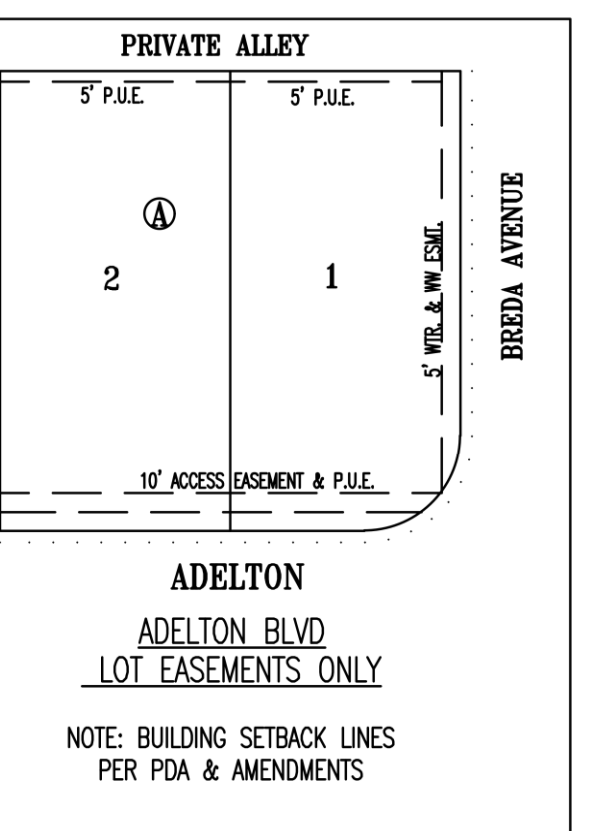 PRIVATE ALLEY
5' P.U.E.
5' P.U.E.
A
2
1
5' WTR. & WW ESMT.
BREDA AVENUE
10' ACCESS EASEMENT & P.U.E.
ADELTON
ADELTON BLVD
LOT EASEMENTS ONLY
NOTE: BUILDING SETBACK LINES
PER PDA & AMENDMENTS